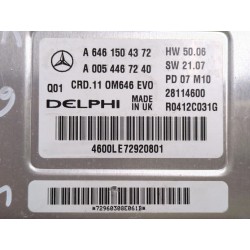 A 646 150 43 72 HW 50.06
A 005 446 72 40 SW 21.07
Q01 CRD.11 OM646 EVO PD 07 M10
DELPHI MADE IN UK 28114600
R0412C031G
4600LE72920801
*72960308C061B*